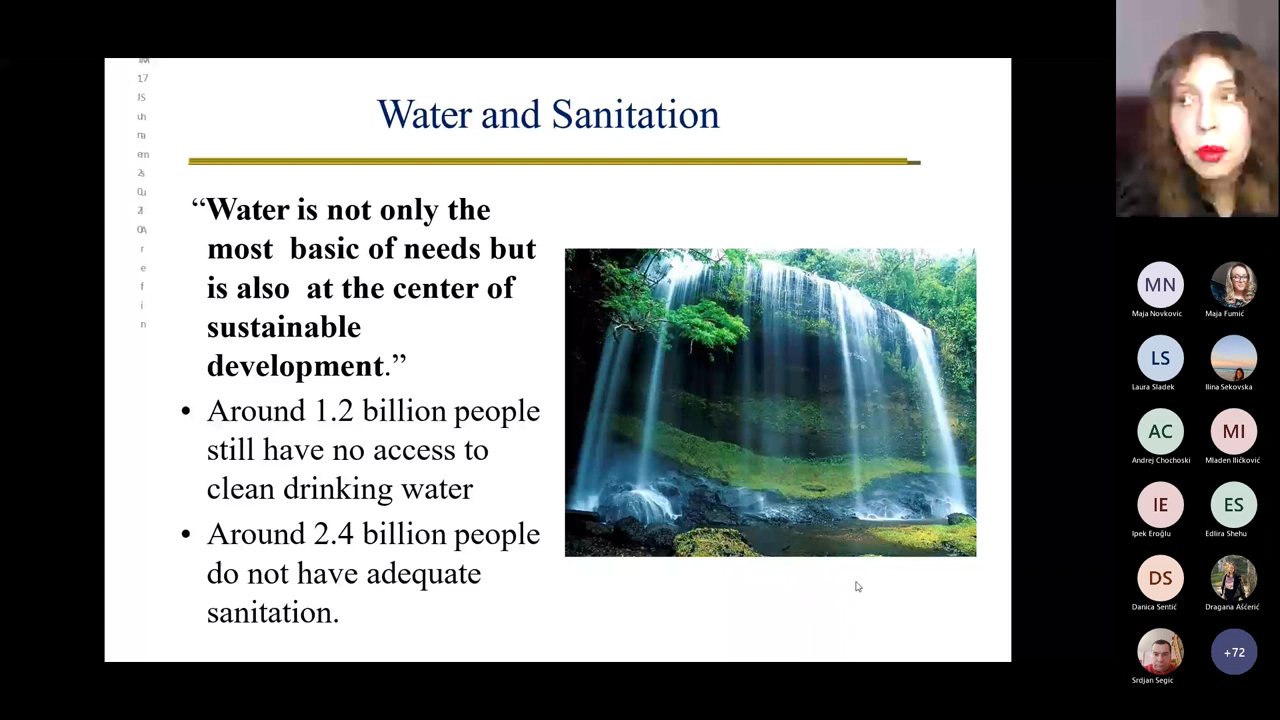 Water and Sanitation
“Water is not only the
most basic of needs but
is also at the center of
sustainable
development.”
• Around 1.2 billion people
still have no access to
clean drinking water
• Around 2.4 billion people
do not have adequate
sanitation.
MN
Maja Novkovic
Maja Fumić
LS
Laura Sladek
Ilina Sekovska
AC
Andrej Chochoski
MI
Mladen Iličković
IE
Ipek Eroğlu
ES
Edlira Shehu
DS
Danica Sentić
Dragana Aščerić
Srdjan Segic
+72